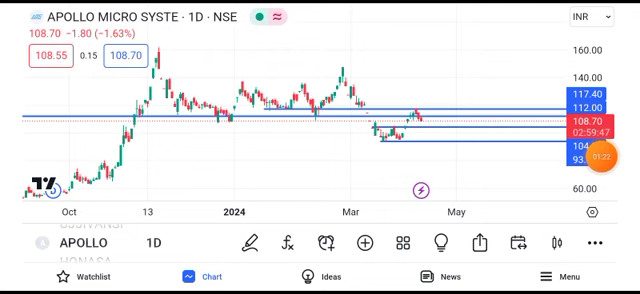 APOLLO MICRO SYSTE · 1D · NSE
INR
108.70 −1.80 (−1.63%)
108.55 0.15 108.70
160.00
140.00
117.40
112.00
108.70
02:59:47
104
93.
01:22
60.00
Oct 13 2024 Mar May
APOLLO 1D
Watchlist Chart Ideas News Menu